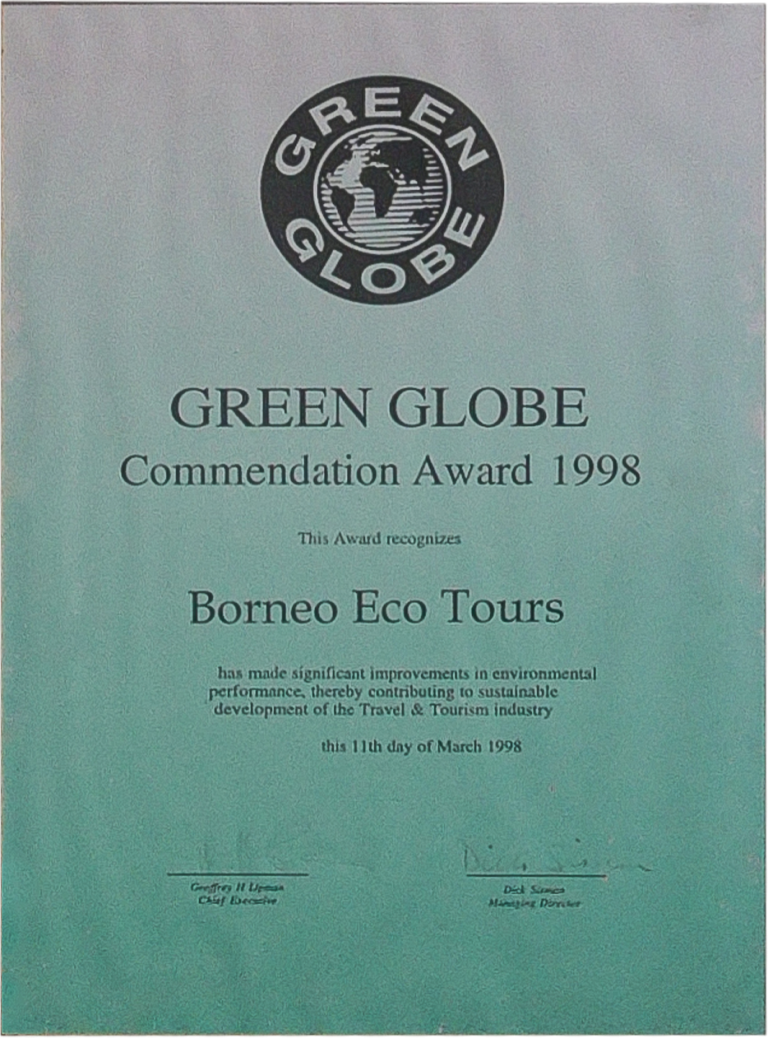 GREEN
GLOBE
GREEN GLOBE
Commendation Award 1998
This Award recognizes
Borneo Eco Tours
has made significant improvements in environmental
performance, thereby contributing to sustainable
development of the Travel & Tourism industry
this 11th day of March 1998
Geoffrey H Lipman
Chief Executive
Dick Sisman
Managing Director